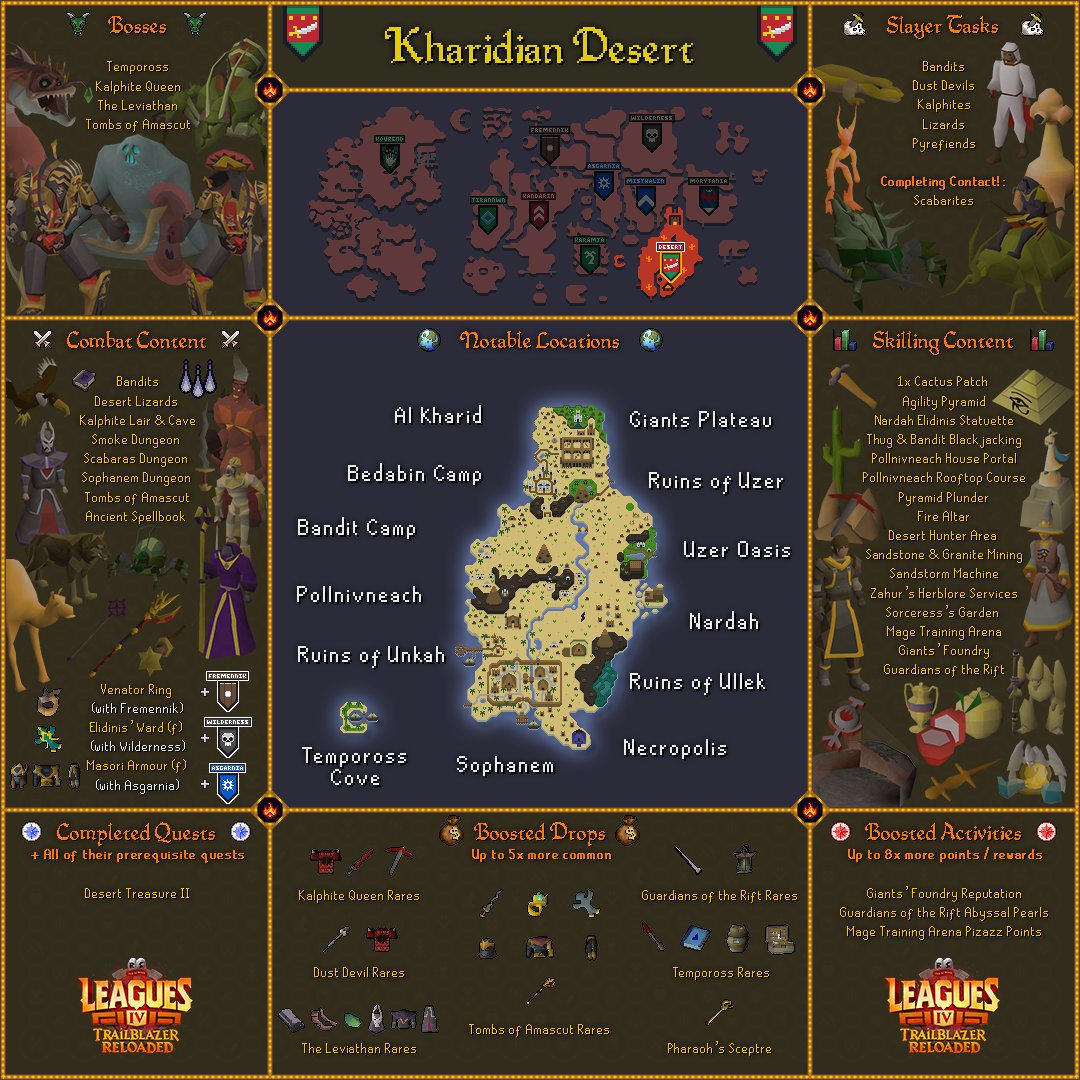 Bosses
Tempoross
Kalphite Queen
The Leviathan
Tombs of Amascut
Kharidian Desert
Slayer Tasks
Bandits
Dust Devils
Kalphites
Lizards
Pyrefiends
Completing Contact! :
Scabarites
KOUREND
FREMENNIK
WILDERNESS
ASGARNIA
MISTHALIN
MORYTANIA
TIRANNWN
KANDARIN
KARAMJA
DESERT
Combat Content
Bandits
Desert Lizards
Kalphite Lair & Cave
Smoke Dungeon
Scabaras Dungeon
Sophanem Dungeon
Tombs of Amascut
Ancient Spellbook
Venator Ring
(with Fremennik)
+ FREMENNIK
Elidinis' Ward (f)
(with Wilderness)
+ WILDERNESS
Masori Armour (f)
(with Asgarnia)
+ ASGARNIA
Notable Locations
Al Kharid
Giants Plateau
Bedabin Camp
Ruins of Uzer
Bandit Camp
Uzer Oasis
Pollnivneach
Nardah
Ruins of Unkah
Ruins of Ullek
Tempoross
Cove
Sophanem
Necropolis
Skilling Content
1x Cactus Patch
Agility Pyramid
Nardah Elidinis Statuette
Thug & Bandit Blackjacking
Pollnivneach House Portal
Pollnivneach Rooftop Course
Pyramid Plunder
Fire Altar
Desert Hunter Area
Sandstone & Granite Mining
Sandstorm Machine
Zahur's Herblore Services
Sorceress's Garden
Mage Training Arena
Giants' Foundry
Guardians of the Rift
Completed Quests
+ All of their prerequisite quests
Desert Treasure II
LEAGUES
IV
TRAILBLAZER
RELOADED
Boosted Drops
Up to 5x more common
Kalphite Queen Rares
Guardians of the Rift Rares
Dust Devil Rares
Tempoross Rares
The Leviathan Rares
Tombs of Amascut Rares
Pharaoh's Sceptre
Boosted Activities
Up to 8x more points / rewards
Giants' Foundry Reputation
Guardians of the Rift Abyssal Pearls
Mage Training Arena Pizazz Points
LEAGUES
IV
TRAILBLAZER
RELOADED